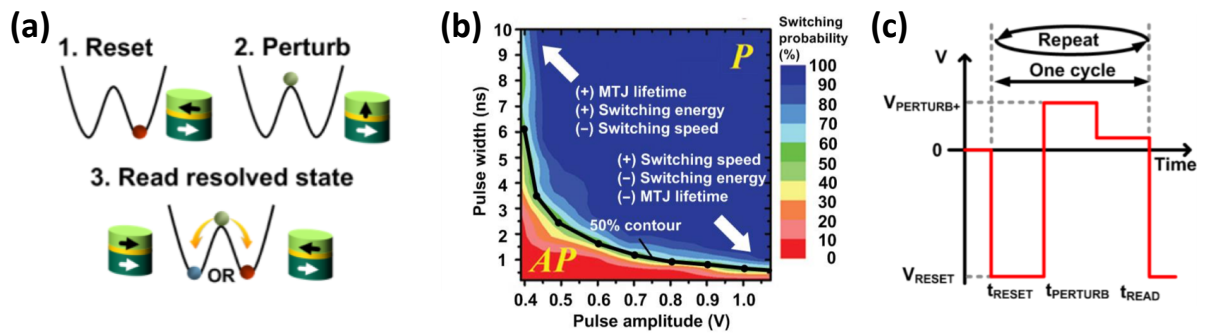 (a)
1. Reset
2. Perturb
3. Read resolved state
OR
(b)
Pulse width (ns)
10
9
8
7
6
5
4
3
2
1
P
(+) MTJ lifetime
(+) Switching energy
(−) Switching speed
(+) Switching speed
(−) Switching energy
(−) MTJ lifetime
50% contour
AP
0.4 0.5 0.6 0.7 0.8 0.9 1.0
Pulse amplitude (V)
Switching
probability
(%)
100
90
80
70
60
50
40
30
20
10
0
(c)
Repeat
V
One cycle
VPERTURB+
0
Time
VRESET
tRESET tPERTURB tREAD